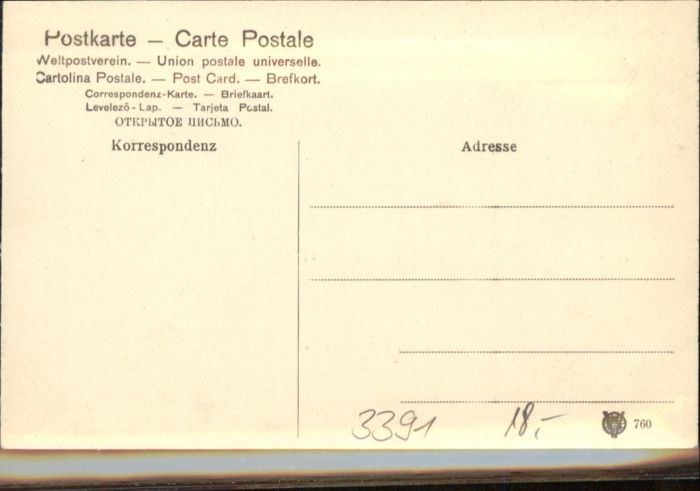 Postkarte — Carte Postale
Weltpostverein. — Union postale universelle.
Cartolina Postale. — Post Card. — Brefkort.
Correspondenz-Karte. — Briefkaart.
Levelező-Lap. — Tarjeta Postal.
ОТКРЫТОЕ ПИСЬМО.
Korrespondenz
Adresse
3391 18,-
760